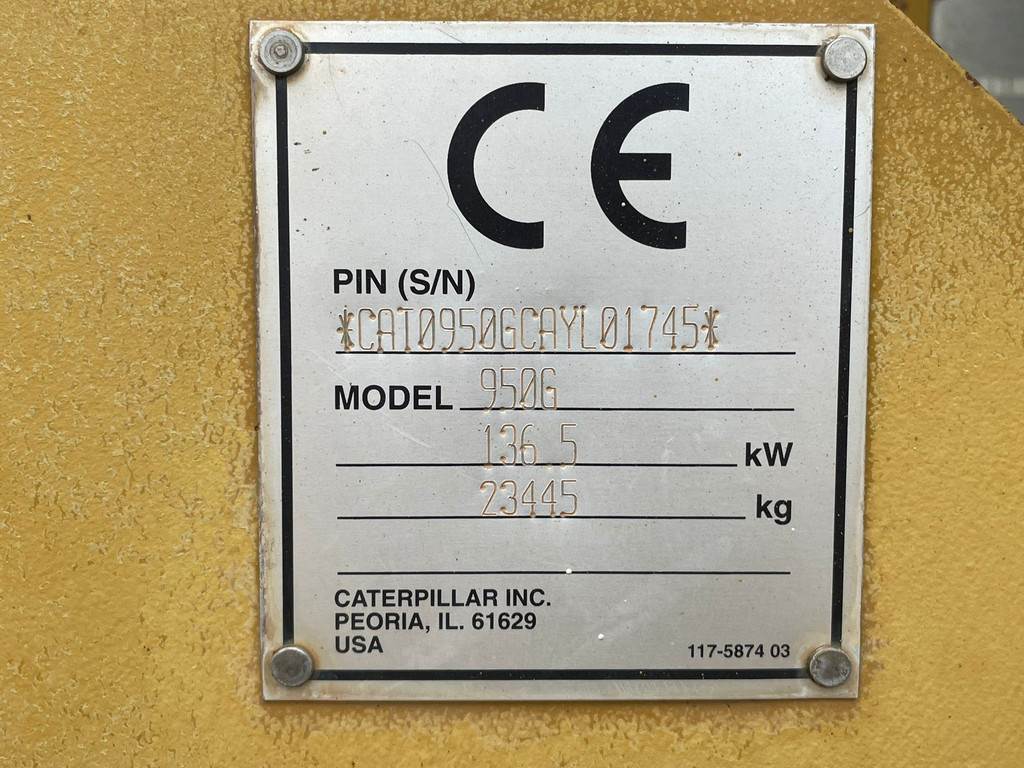 CE
PIN (S/N)
*CAT0950GCAYL01745*
MODEL 950G
136.5 kW
23445 kg
CATERPILLAR INC.
PEORIA, IL. 61629
USA
117-5874 03